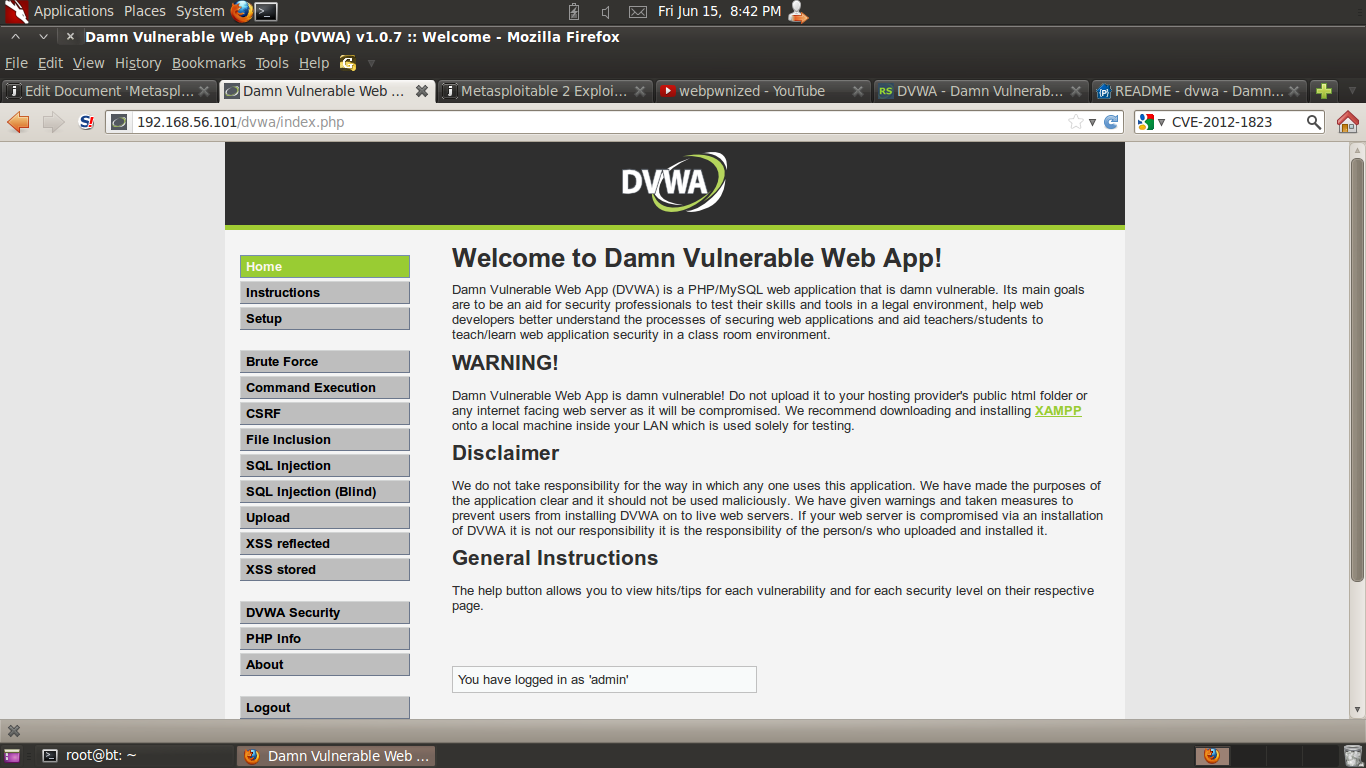 Applications Places System Fri Jun 15, 8:42 PM
Damn Vulnerable Web App (DVWA) v1.0.7 :: Welcome - Mozilla Firefox
File Edit View History Bookmarks Tools Help
Edit Document 'Metaspl... Damn Vulnerable Web ... Metasploitable 2 Exploi... webpwnized - YouTube RS DVWA - Damn Vulnerab... README - dvwa - Damn...
S! 192.168.56.101/dvwa/index.php CVE-2012-1823
DVWA
Home
Instructions
Setup
Brute Force
Command Execution
CSRF
File Inclusion
SQL Injection
SQL Injection (Blind)
Upload
XSS reflected
XSS stored
DVWA Security
PHP Info
About
Logout
Welcome to Damn Vulnerable Web App!
Damn Vulnerable Web App (DVWA) is a PHP/MySQL web application that is damn vulnerable. Its main goals
are to be an aid for security professionals to test their skills and tools in a legal environment, help web
developers better understand the processes of securing web applications and aid teachers/students to
teach/learn web application security in a class room environment.
WARNING!
Damn Vulnerable Web App is damn vulnerable! Do not upload it to your hosting provider's public html folder or
any internet facing web server as it will be compromised. We recommend downloading and installing XAMPP
onto a local machine inside your LAN which is used solely for testing.
Disclaimer
We do not take responsibility for the way in which any one uses this application. We have made the purposes of
the application clear and it should not be used maliciously. We have given warnings and taken measures to
prevent users from installing DVWA on to live web servers. If your web server is compromised via an installation
of DVWA it is not our responsibility it is the responsibility of the person/s who uploaded and installed it.
General Instructions
The help button allows you to view hits/tips for each vulnerability and for each security level on their respective
page.
You have logged in as 'admin'
root@bt: ~ Damn Vulnerable Web ...